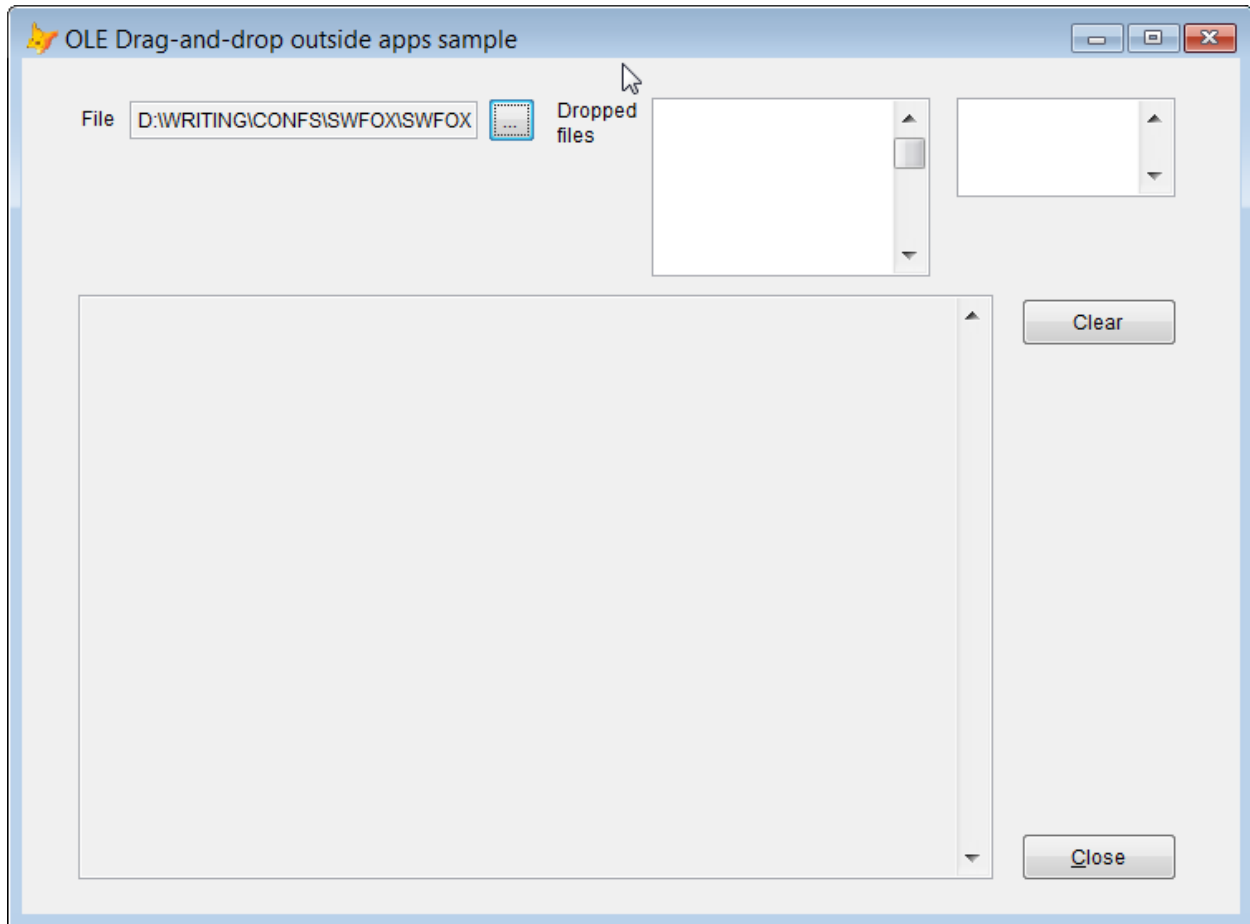 OLE Drag-and-drop outside apps sample
File D:\WRITING\CONFS\SWFOX\SWFOX ... Dropped
files
Clear
Close